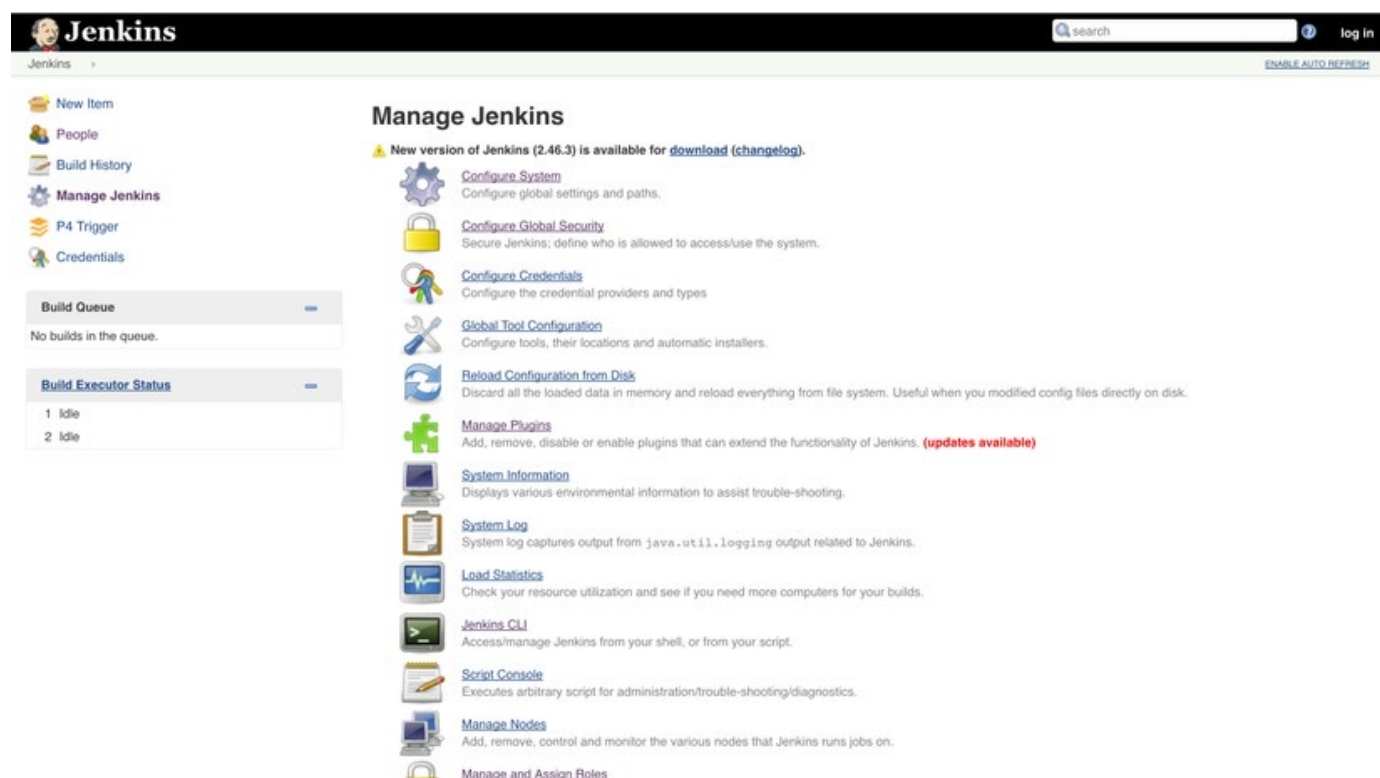 Jenkins
search
log in
Jenkins
ENABLE AUTO REFRESH
New Item
People
Build History
Manage Jenkins
P4 Trigger
Credentials
Build Queue
No builds in the queue.
Build Executor Status
1 Idle
2 Idle
Manage Jenkins
New version of Jenkins (2.46.3) is available for download (changelog).
Configure System
Configure global settings and paths.
Configure Global Security
Secure Jenkins; define who is allowed to access/use the system.
Configure Credentials
Configure the credential providers and types
Global Tool Configuration
Configure tools, their locations and automatic installers.
Reload Configuration from Disk
Discard all the loaded data in memory and reload everything from file system. Useful when you modified config files directly on disk.
Manage Plugins
Add, remove, disable or enable plugins that can extend the functionality of Jenkins. (updates available)
System Information
Displays various environmental information to assist trouble-shooting.
System Log
System log captures output from java.util.logging output related to Jenkins.
Load Statistics
Check your resource utilization and see if you need more computers for your builds.
Jenkins CLI
Access/manage Jenkins from your shell, or from your script.
Script Console
Executes arbitrary script for administration/trouble-shooting/diagnostics.
Manage Nodes
Add, remove, control and monitor the various nodes that Jenkins runs jobs on.
Manage and Assign Roles